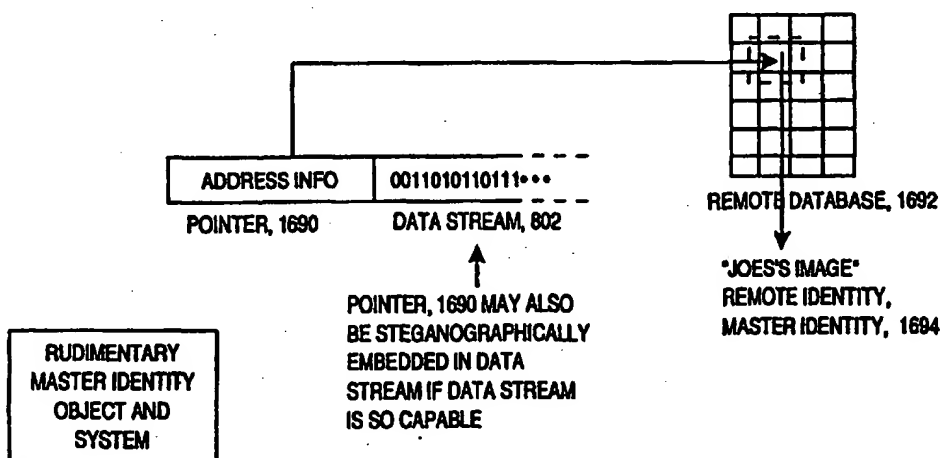 ADDRESS INFO
0011010110111•••
POINTER, 1690
DATA STREAM, 802
REMOTE DATABASE, 1692
"JOES'S IMAGE"
REMOTE IDENTITY,
MASTER IDENTITY, 1694
POINTER, 1690 MAY ALSO
BE STEGANOGRAPHICALLY
EMBEDDED IN DATA
STREAM IF DATA STREAM
IS SO CAPABLE
RUDIMENTARY
MASTER IDENTITY
OBJECT AND
SYSTEM